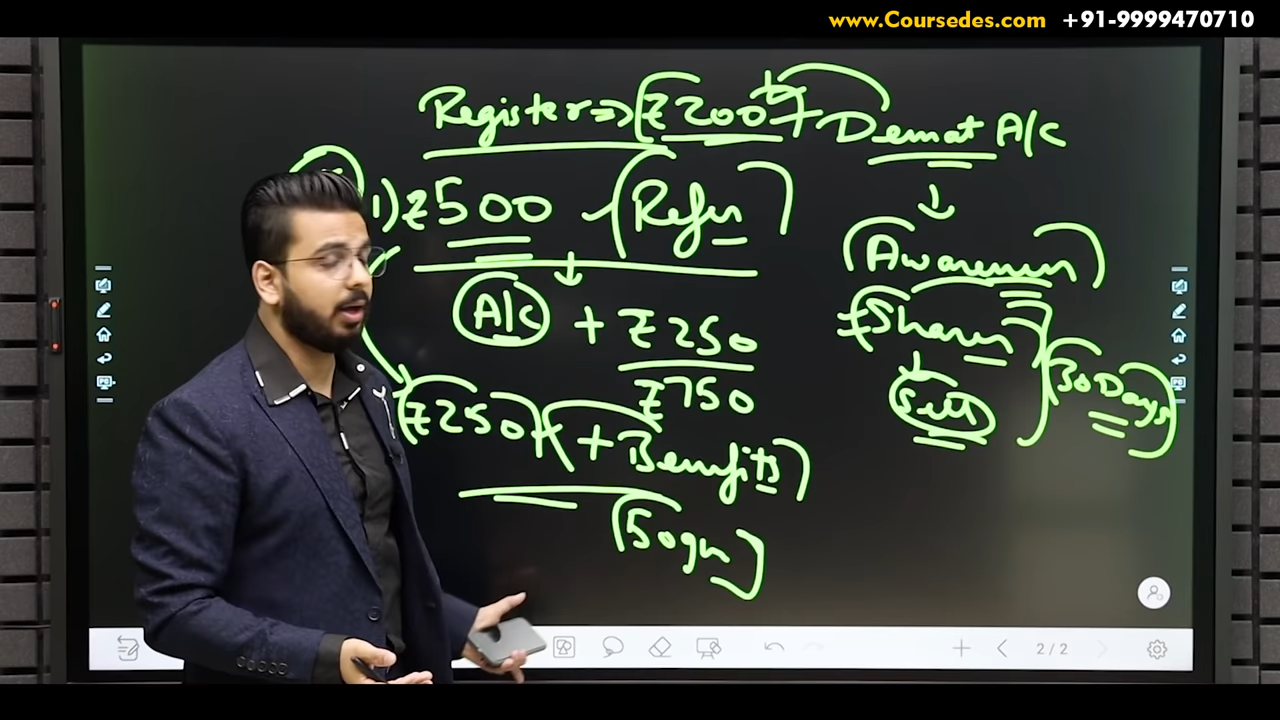 www.Coursedes.com +91-9999470710
Register ⇒ [₹200] + Demat A/c
1) ₹500 - (Refer)
(Awareness)
(A/c) + ₹250
(Shares)
₹750
(30 Days)
(Sell)
(₹250) (+ Benefits)
2/2